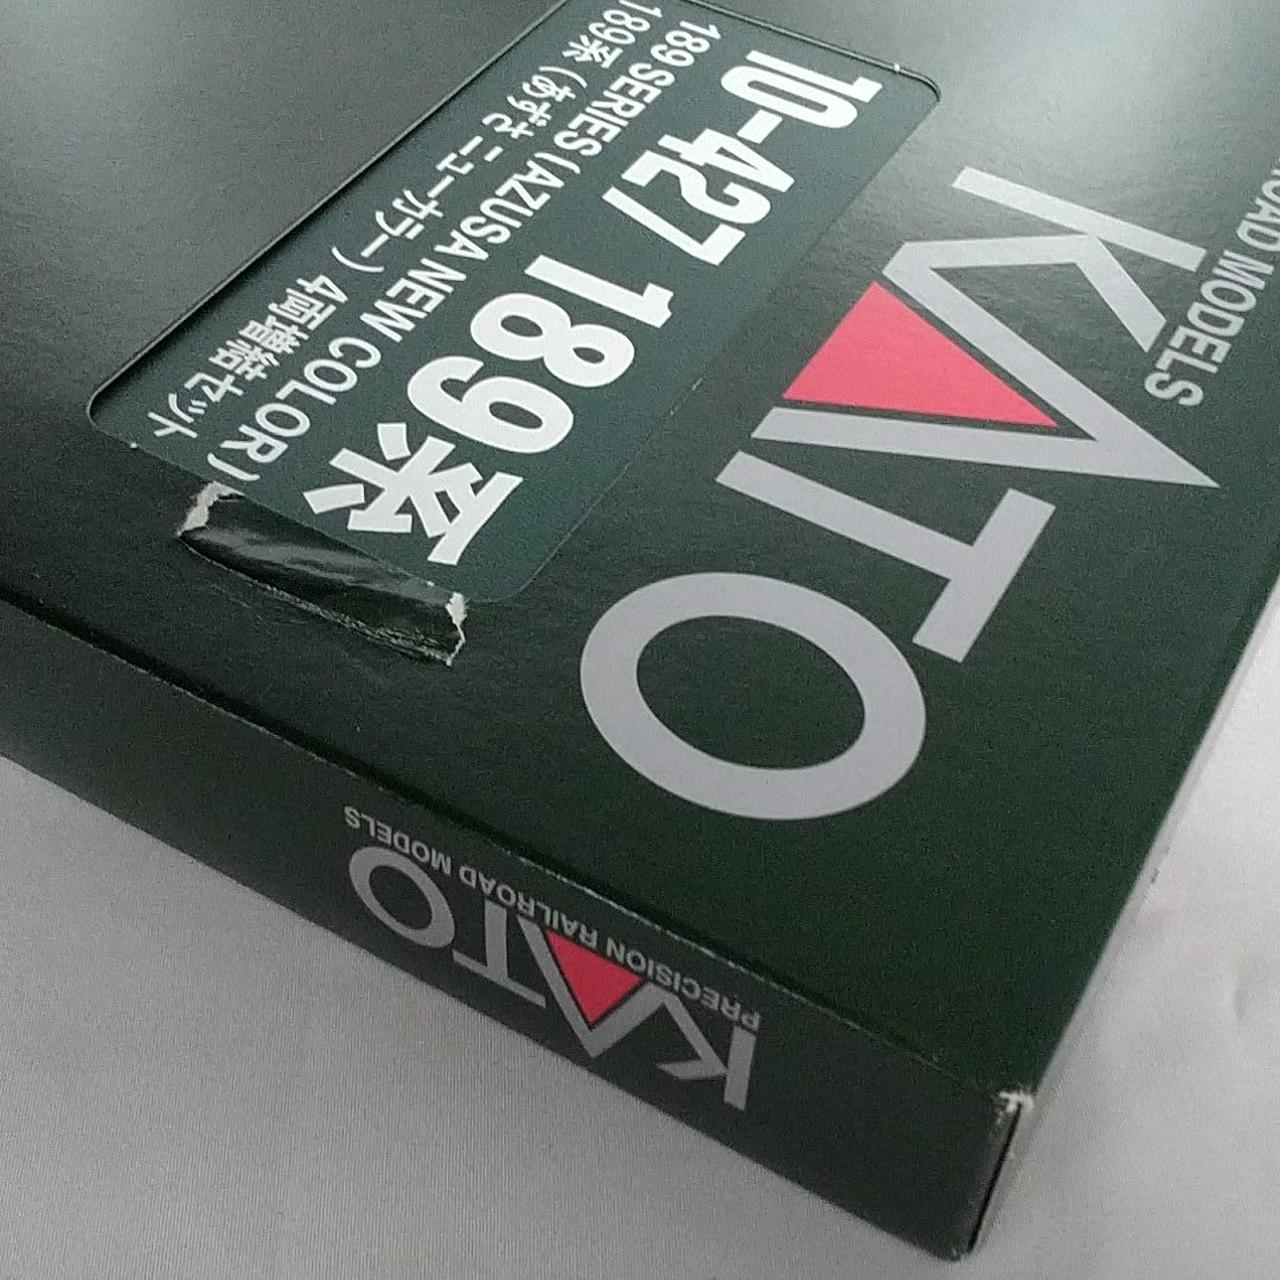 10-427 189系
189 SERIES (AZUSA NEW COLOR)
189系 (あずさニューカラー) 4両増結セット
ROAD MODELS
KATO
PRECISION RAILROAD MODELS
KATO